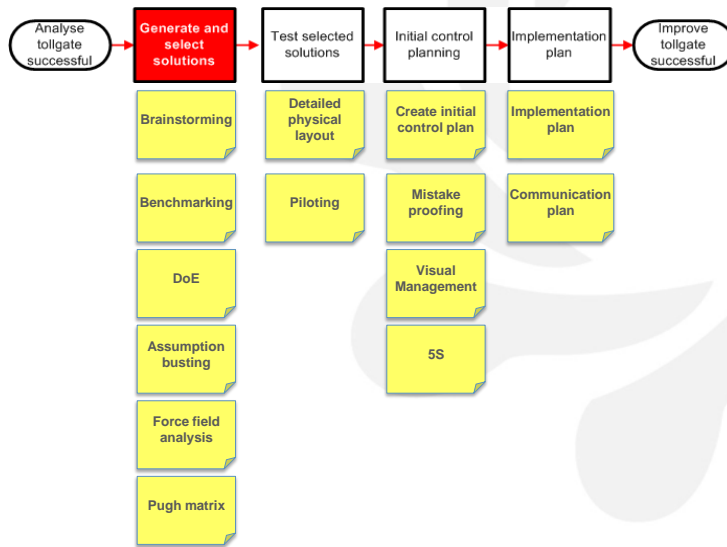 Analyse
tollgate
successful
Generate and
select
solutions
Test selected
solutions
Initial control
planning
Implementation
plan
Improve
tollgate
successful
Brainstorming
Detailed
physical
layout
Create initial
control plan
Implementation
plan
Benchmarking
Piloting
Mistake
proofing
Communication
plan
DoE
Visual
Management
Assumption
busting
5S
Force field
analysis
Pugh matrix